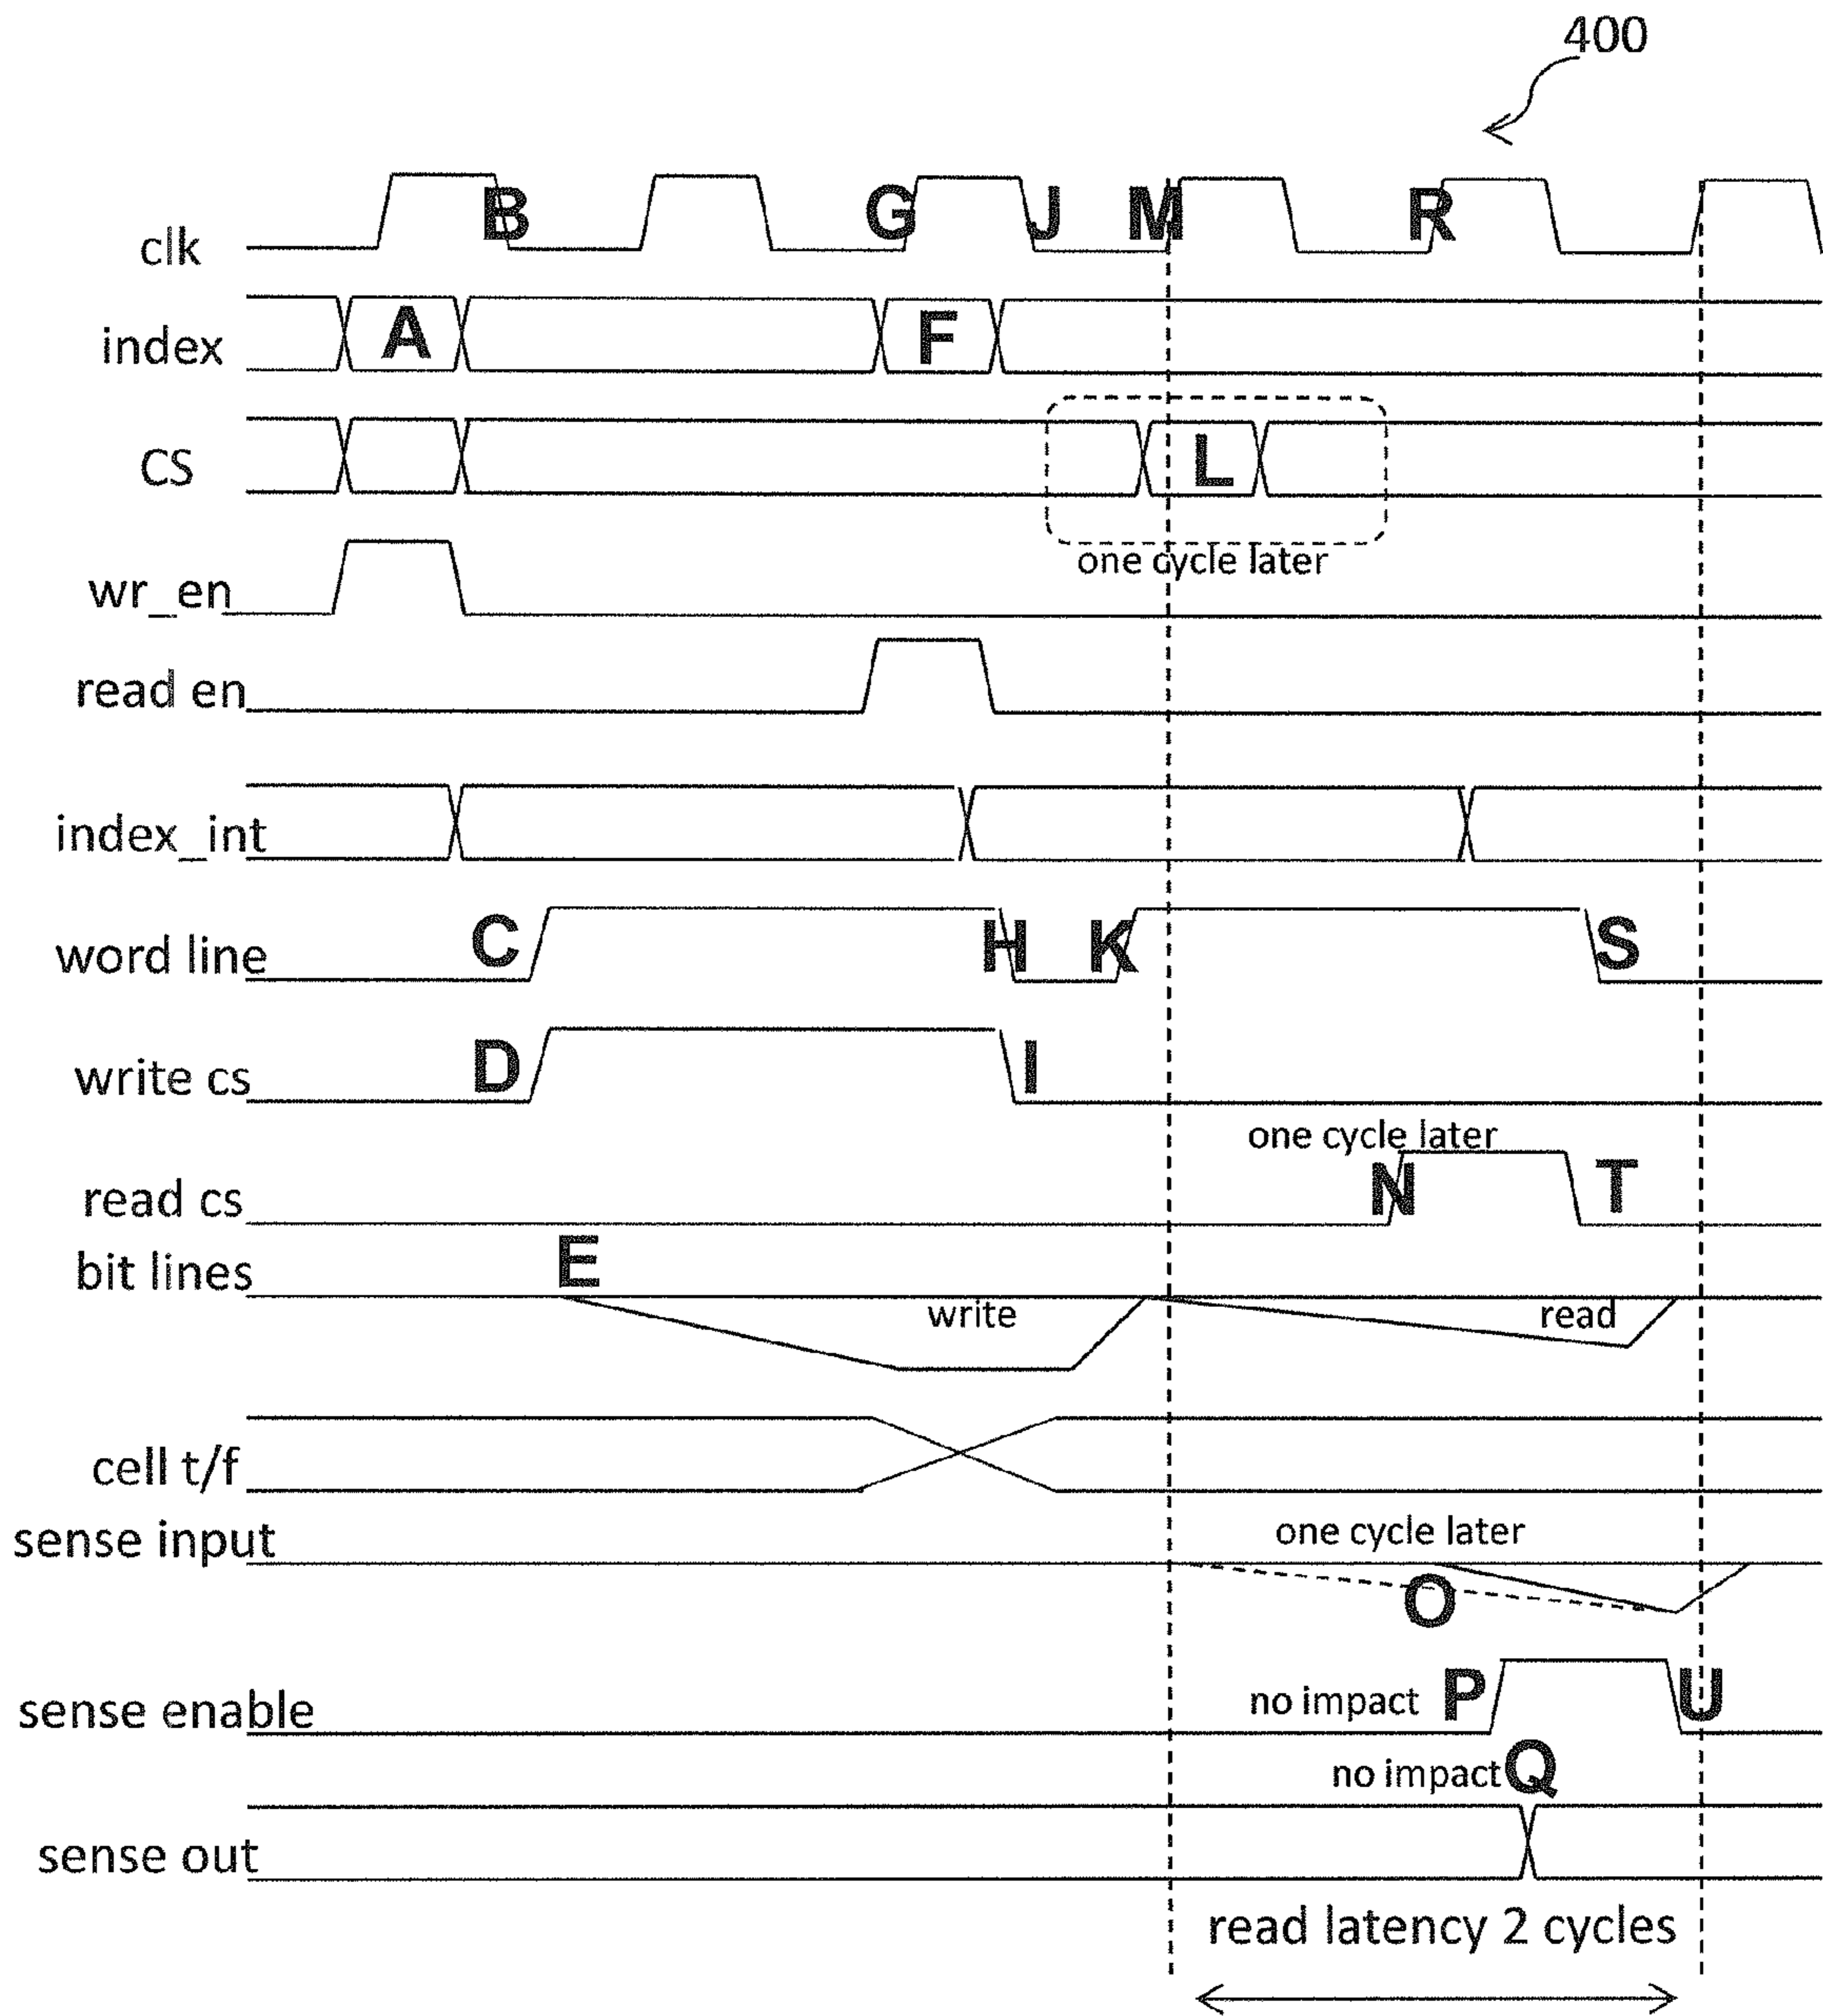 400
B G J M R
clk
A F
index
L
CS
one cycle later
wr_en
read en
index_int
C H K S
word line
D I
write cs
one cycle later
N T
read cs
E
bit lines
write read
cell t/f
one cycle later
sense input
O
no impact P U
sense enable
no impact Q
sense out
read latency 2 cycles